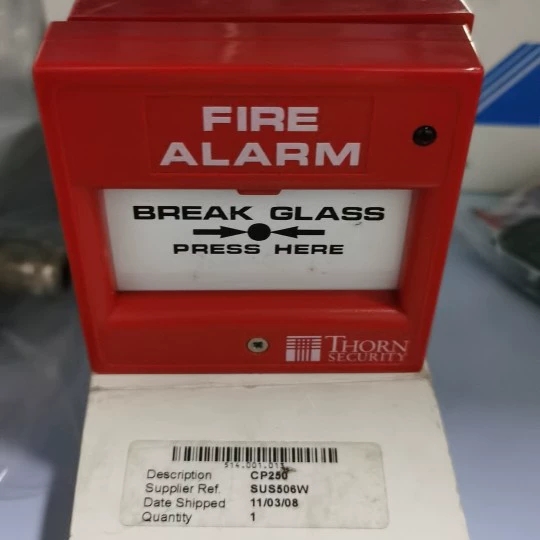 FIRE
ALARM
BREAK GLASS
PRESS HERE
THORN
SECURITY
Description CP250
Supplier Ref. SUS506W
Date Shipped 11/03/08
Quantity 1